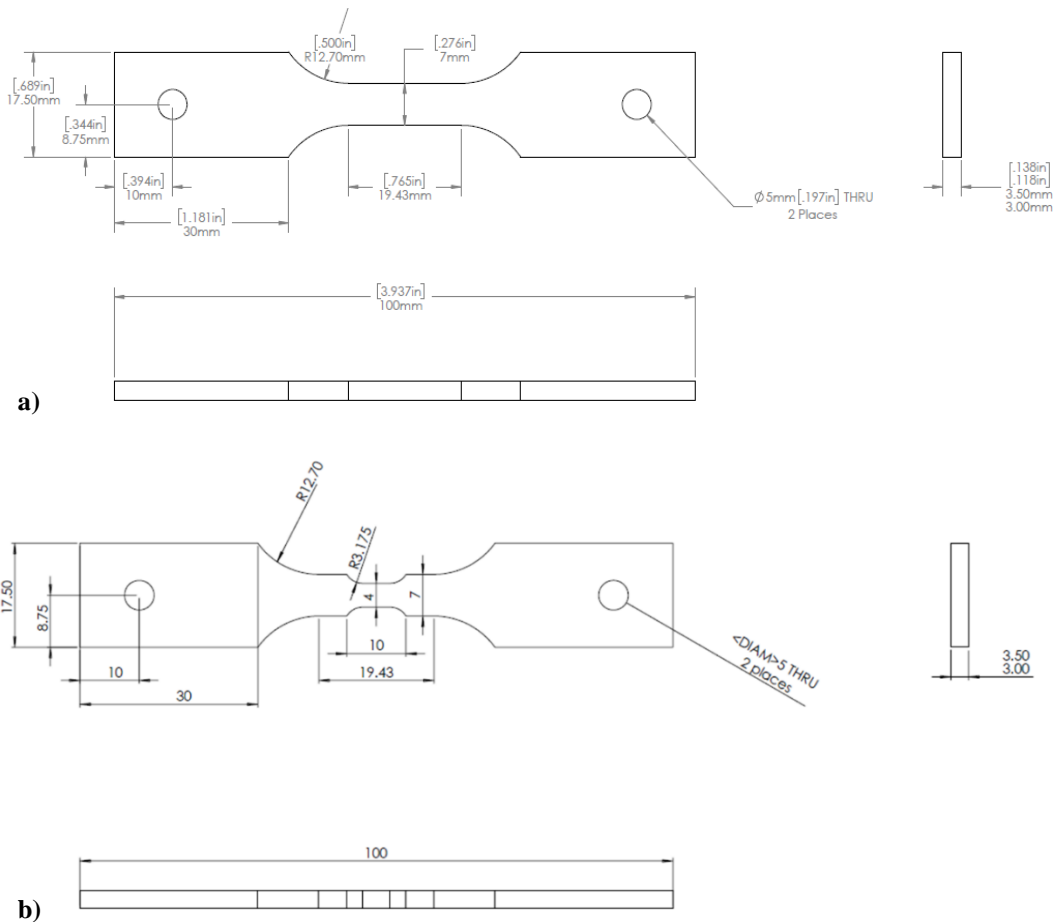 [.500in]
R12.70mm
[.276in]
7mm
[.689in]
17.50mm
[.344in]
8.75mm
[.394in]
10mm
[.765in]
19.43mm
[1.181in]
30mm
∅5mm[.197in] THRU
2 Places
[.138in]
[.118in]
3.50mm
3.00mm
[3.937in]
100mm
a)
R12.70
R3.175
17.50
8.75
4
7
10
10
19.43
30
<DIAM>5 THRU
2 places
3.50
3.00
100
b)